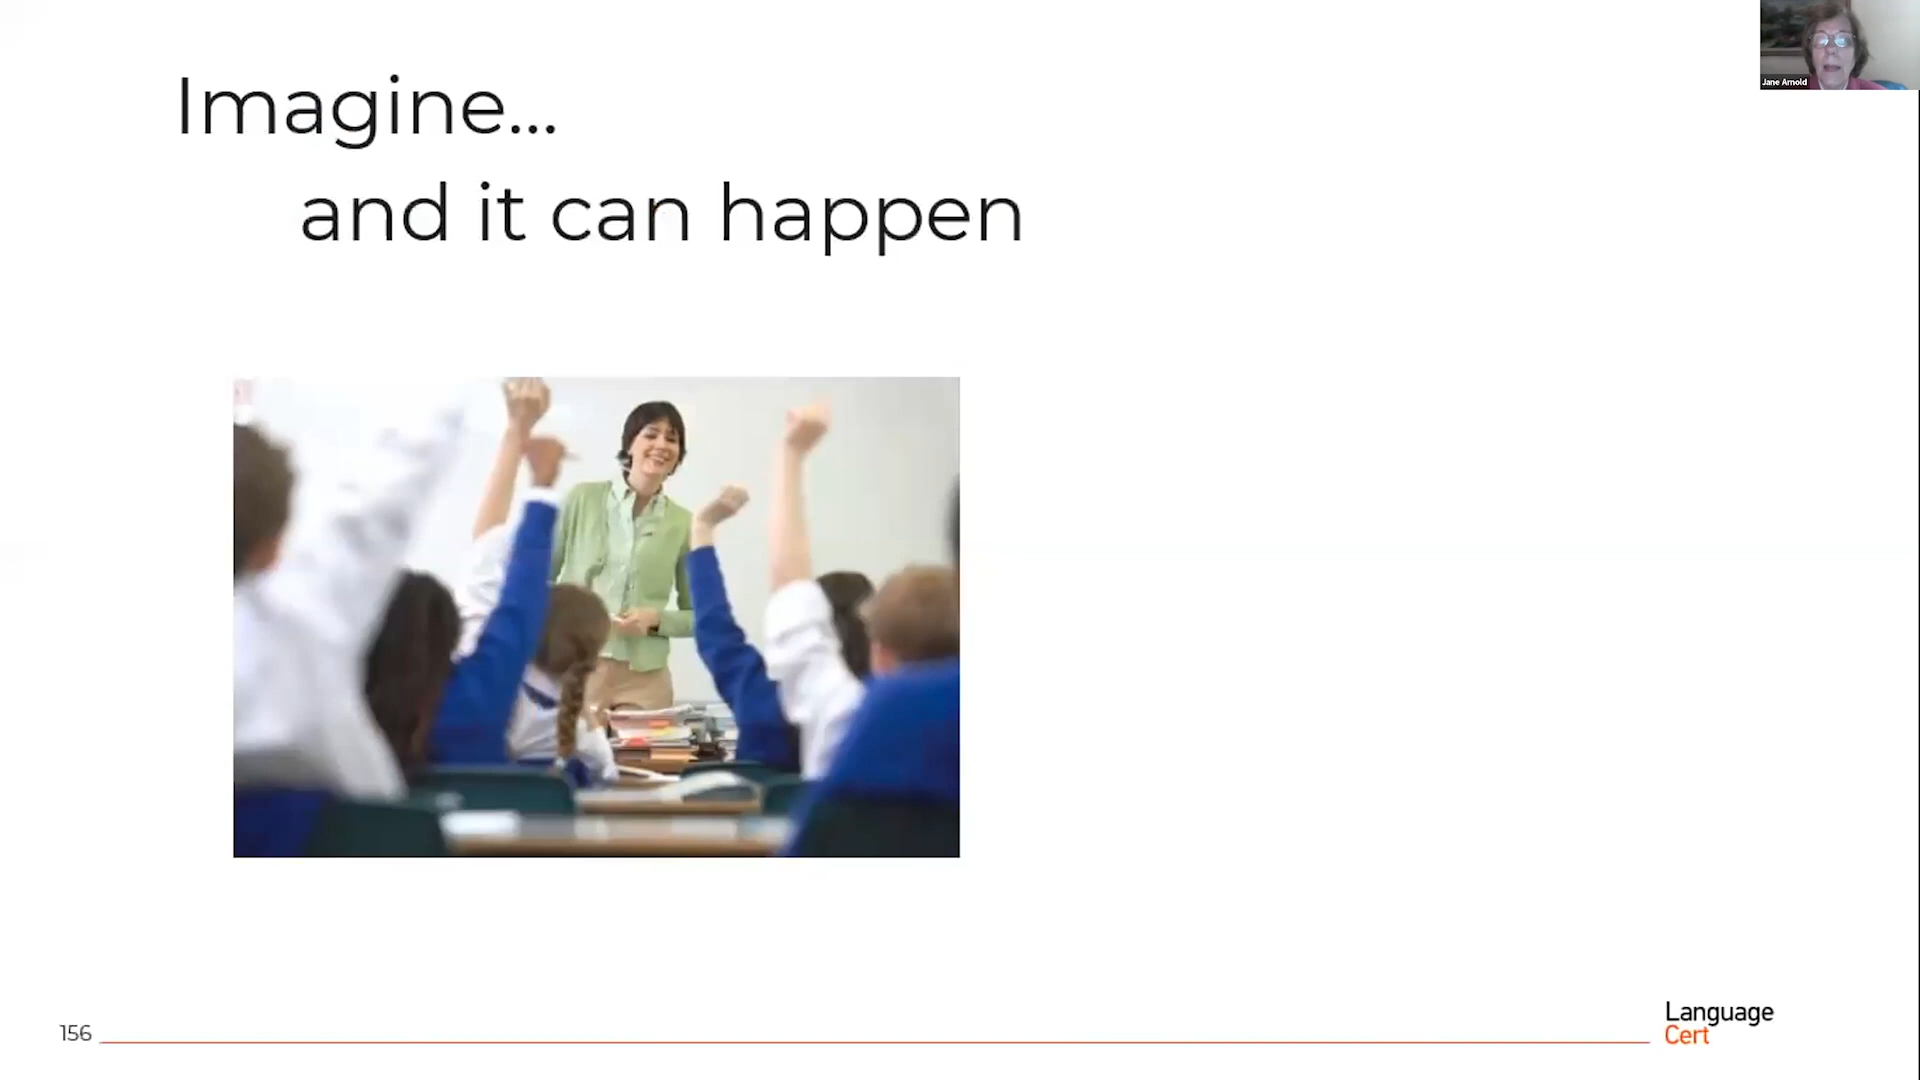 Jane Arnold
Imagine...
and it can happen
156
Language
Cert